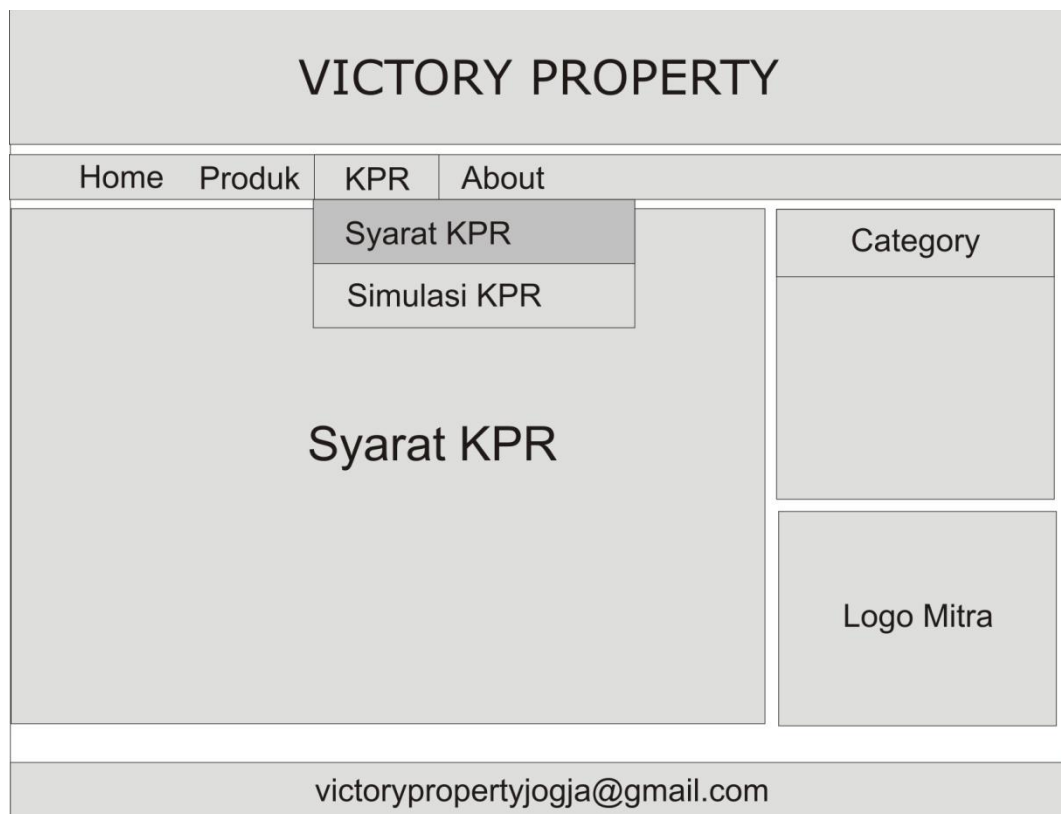 VICTORY PROPERTY
Home Produk KPR About
Syarat KPR
Simulasi KPR
Category
Syarat KPR
Logo Mitra
victorypropertyjogja@gmail.com